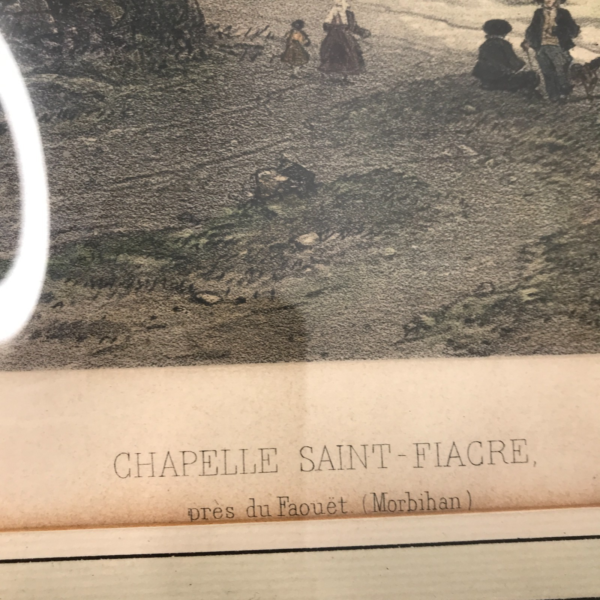 CHAPELLE SAINT-FIACRE,
près du Faouët (Morbihan)